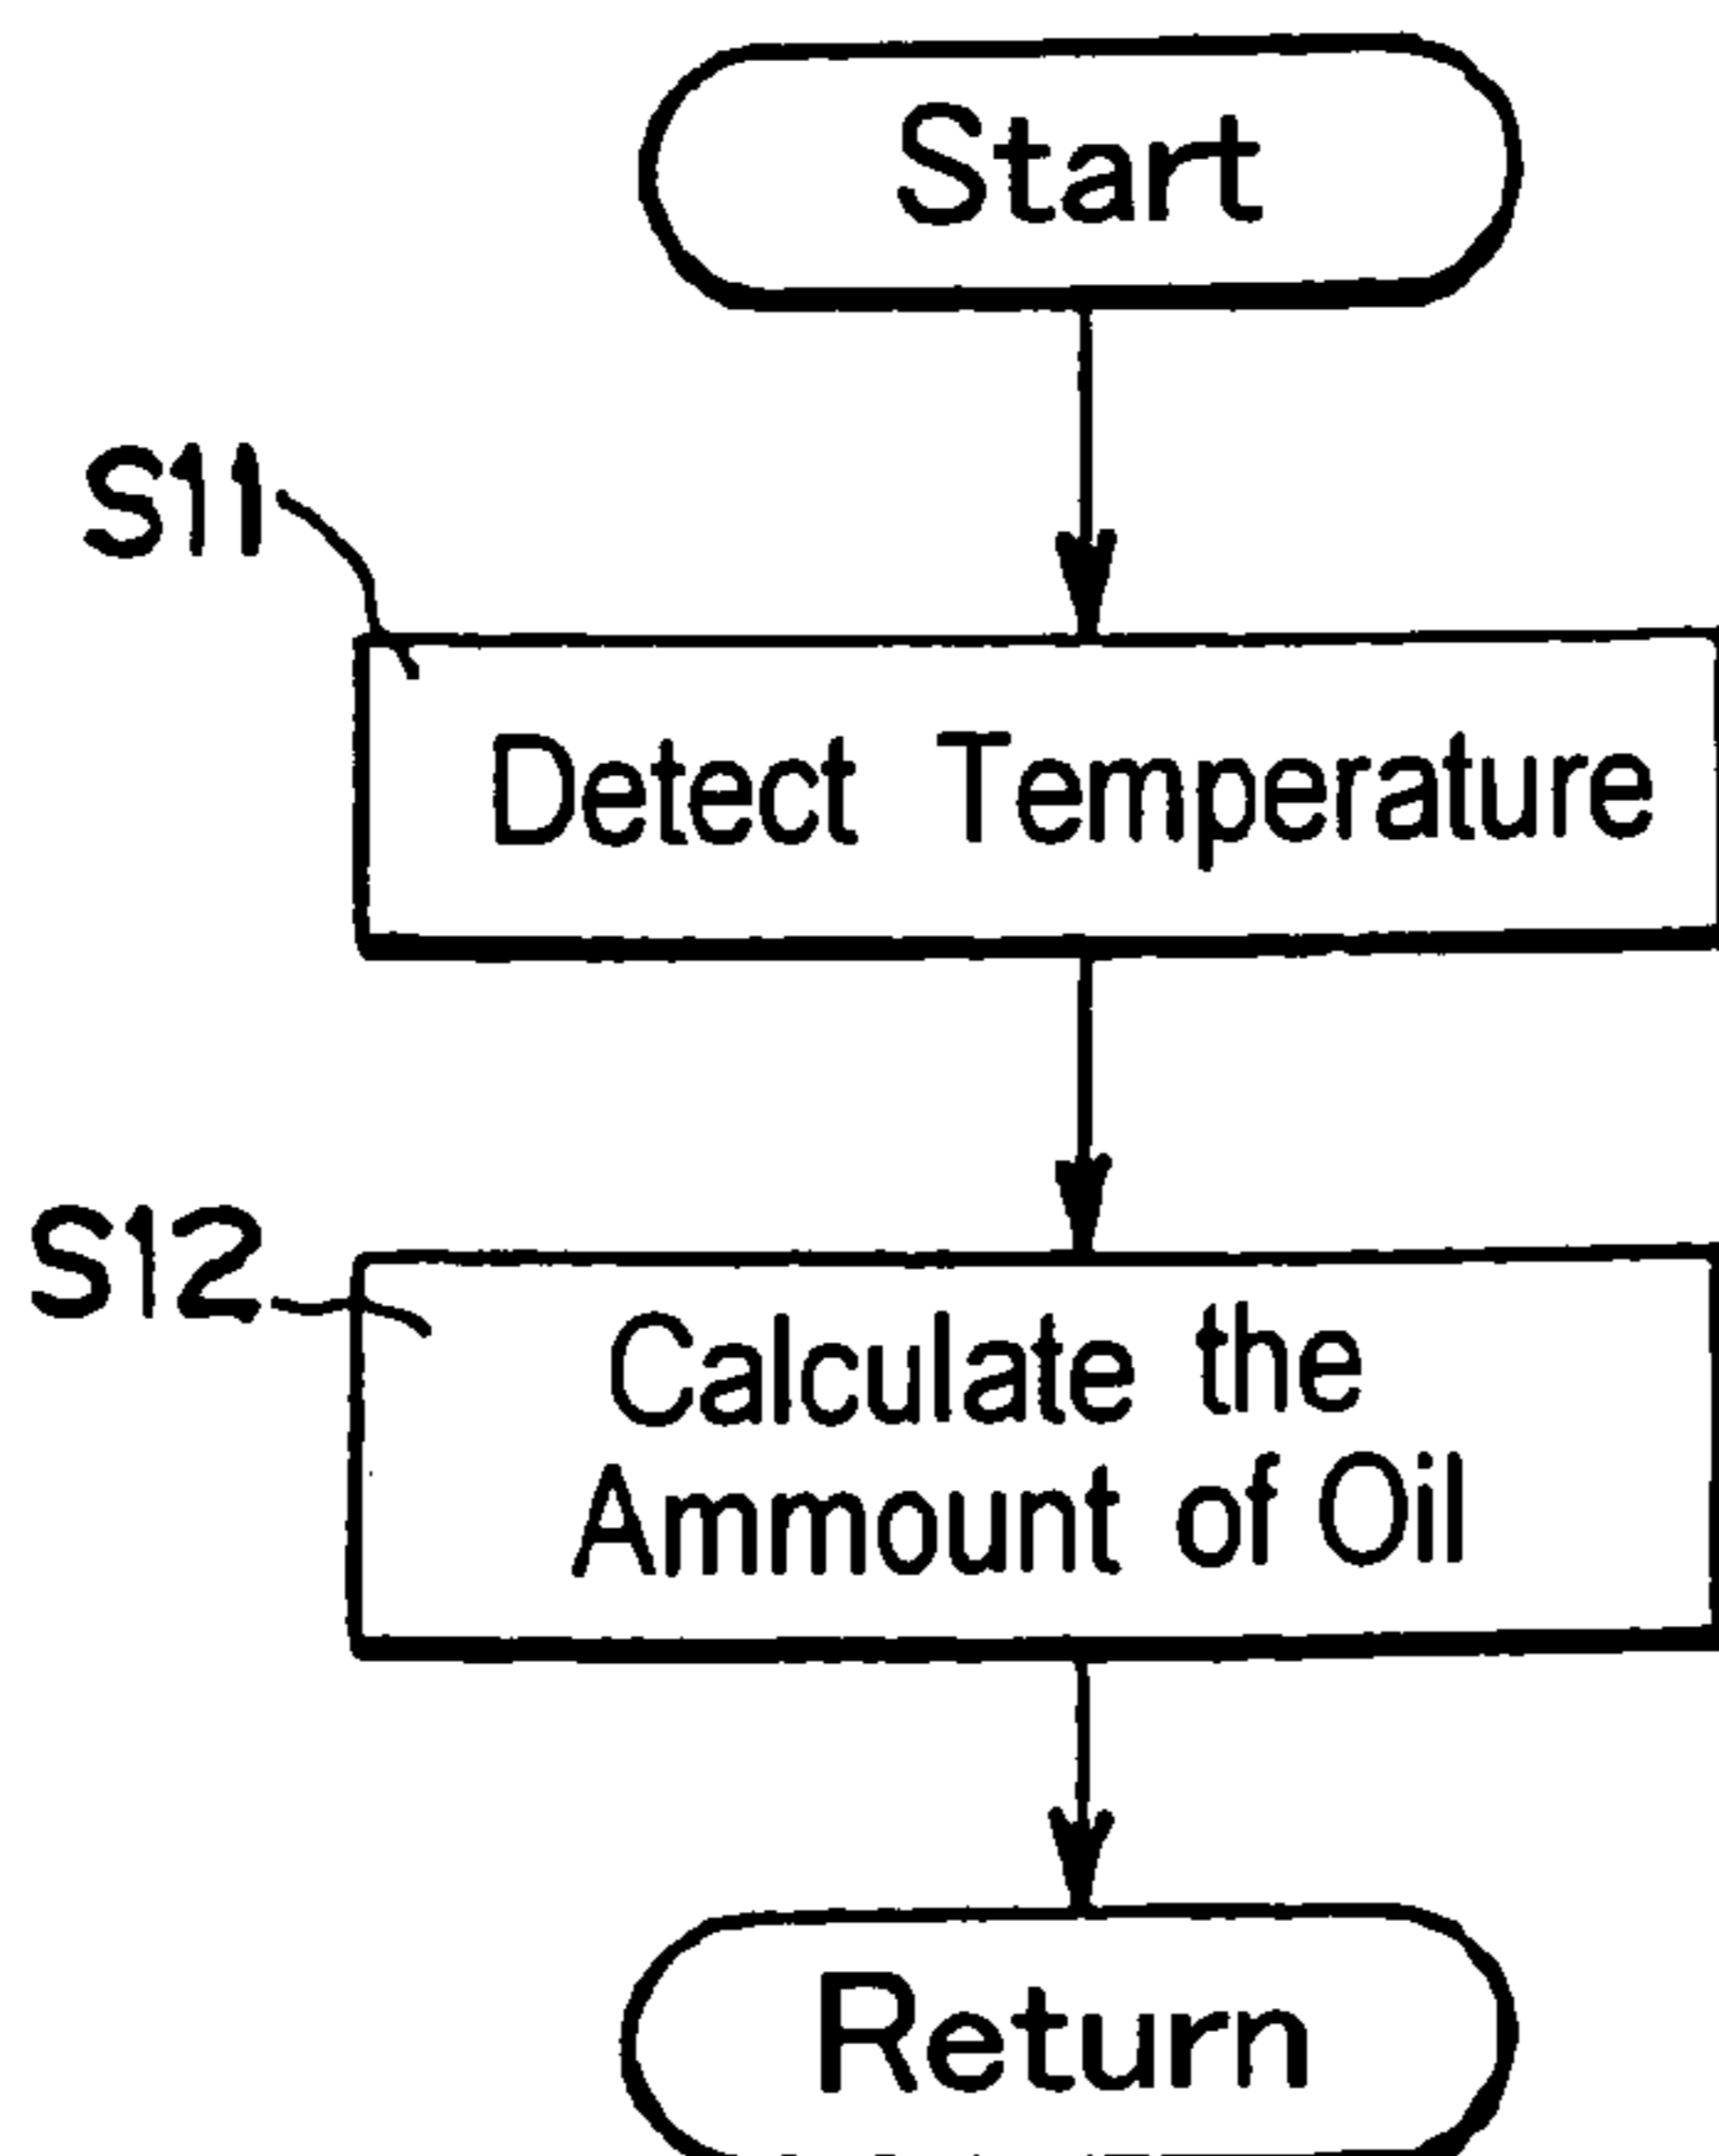 Start
S11
Detect Temperature
S12
Calculate the
Ammount of Oil
Return